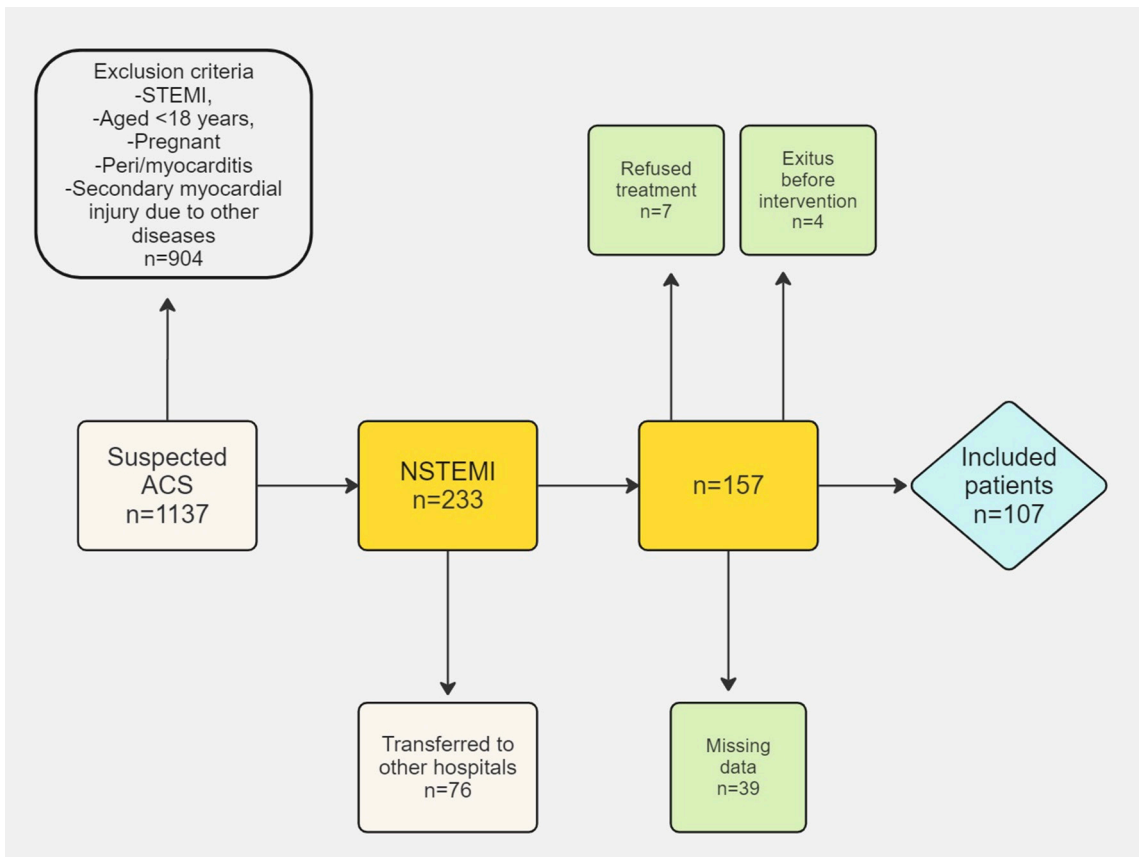 Exclusion criteria
-STEMI,
-Aged <18 years,
-Pregnant
-Peri/myocarditis
-Secondary myocardial
injury due to other
diseases
n=904
Refused
treatment
n=7
Exitus
before
intervention
n=4
Suspected
ACS
n=1137
NSTEMI
n=233
n=157
Included
patients
n=107
Transferred to
other hospitals
n=76
Missing
data
n=39